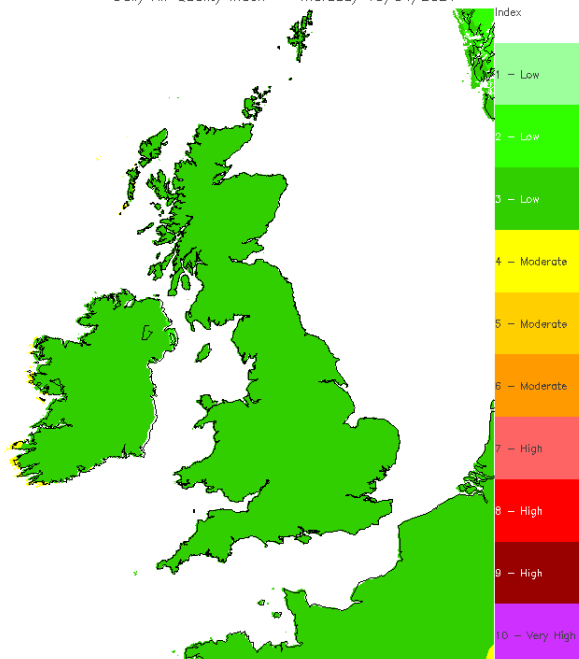 Index
1 - Low
2 - Low
3 - Low
4 - Moderate
5 - Moderate
6 - Moderate
7 - High
8 - High
9 - High
10 - Very High